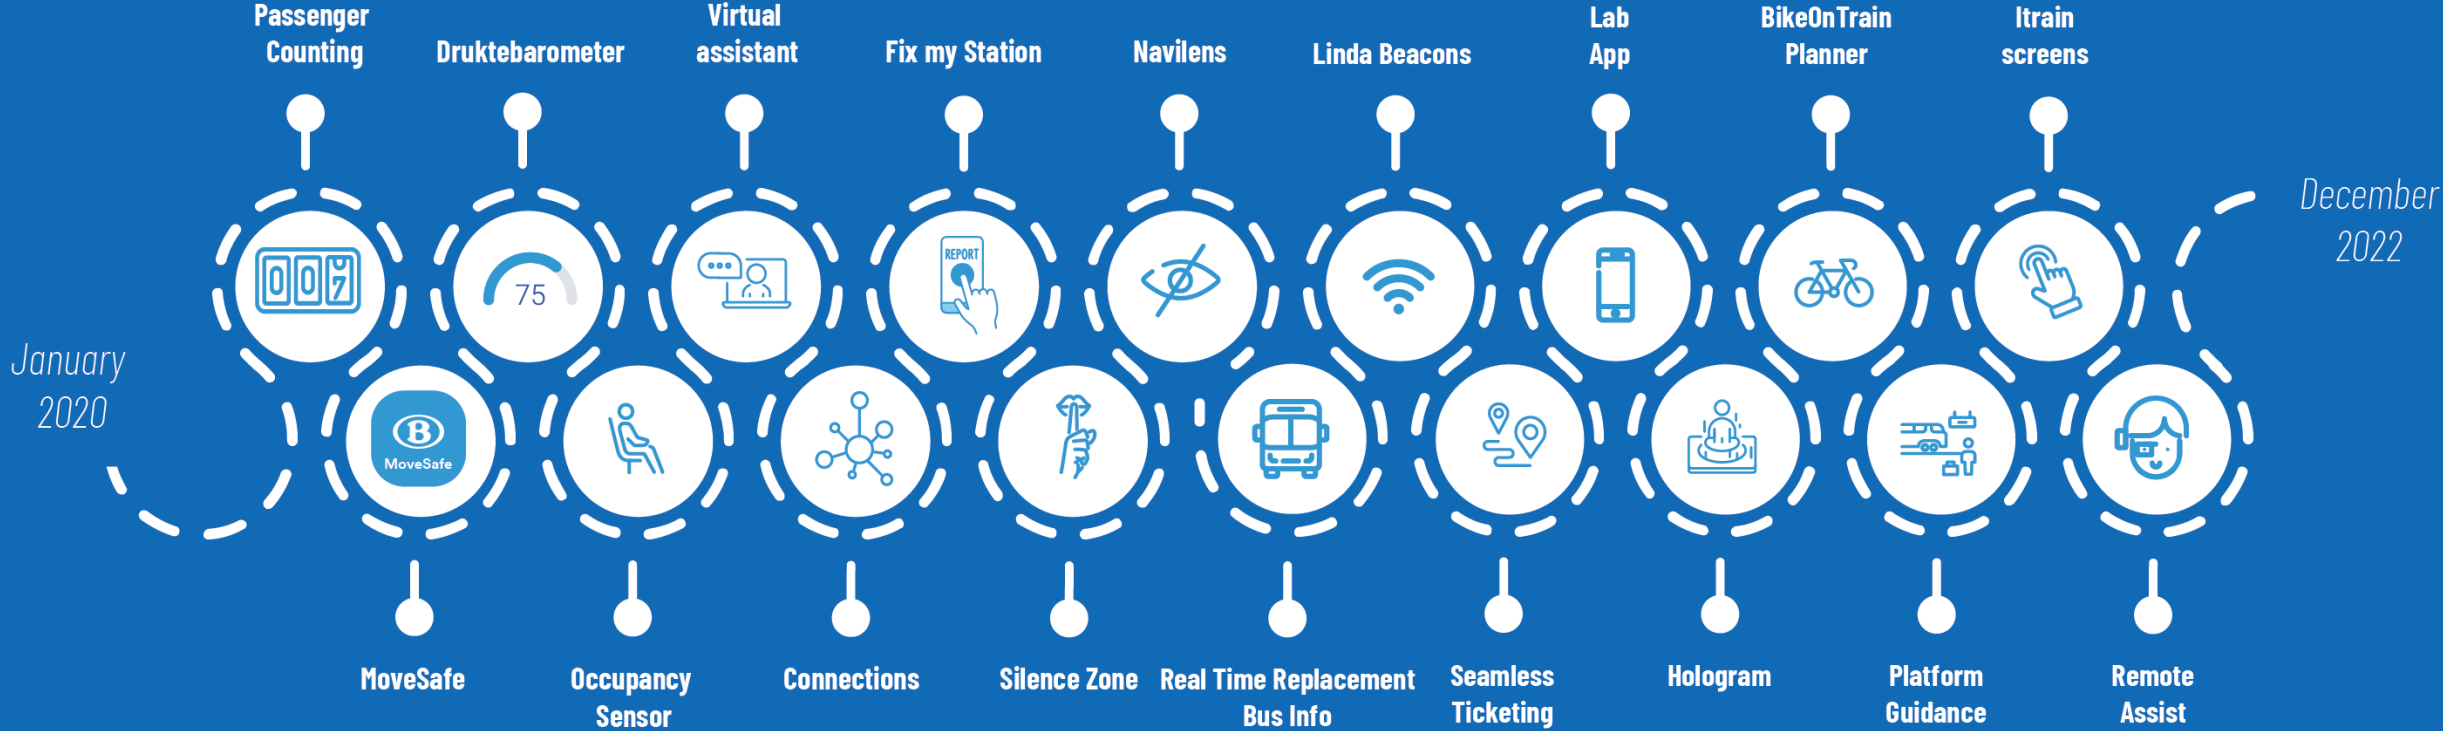 Passenger
Counting
Druktebarometer
Virtual
assistant
Fix my Station
Navilens
Linda Beacons
Lab
App
BikeOnTrain
Planner
Itrain
screens
December
2022
007
75
REPORT
January
2020
B
MoveSafe
MoveSafe
Occupancy
Sensor
Connections
Silence Zone
Real Time Replacement
Bus Info
Seamless
Ticketing
Hologram
Platform
Guidance
Remote
Assist